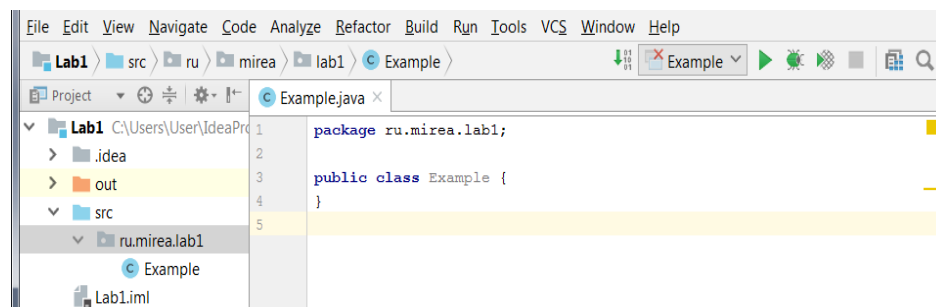 File Edit View Navigate Code Analyze Refactor Build Run Tools VCS Window Help
Lab1 src ru mirea lab1 Example Example
Project Example.java
Lab1 C:\Users\User\IdeaPro
.idea
out
src
ru.mirea.lab1
Example
Lab1.iml
1 package ru.mirea.lab1;
2
3 public class Example {
4 }
5